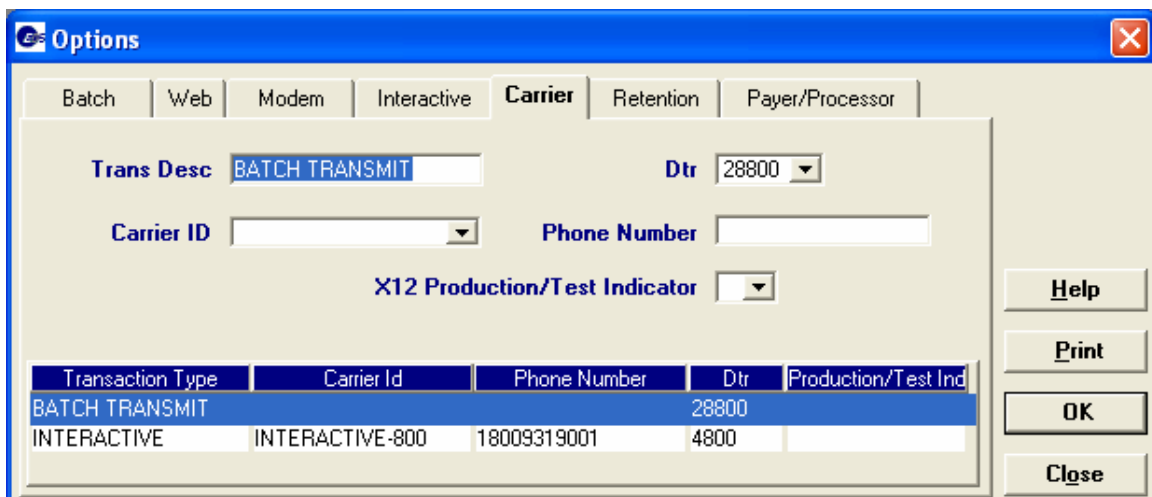 Options
Batch Web Modem Interactive Carrier Retention Payer/Processor
Trans Desc BATCH TRANSMIT Dtr 28800
Carrier ID Phone Number
X12 Production/Test Indicator
Help
Print
Transaction Type Carrier Id Phone Number Dtr Production/Test Ind
BATCH TRANSMIT 28800
OK
INTERACTIVE INTERACTIVE-800 18009319001 4800
Close